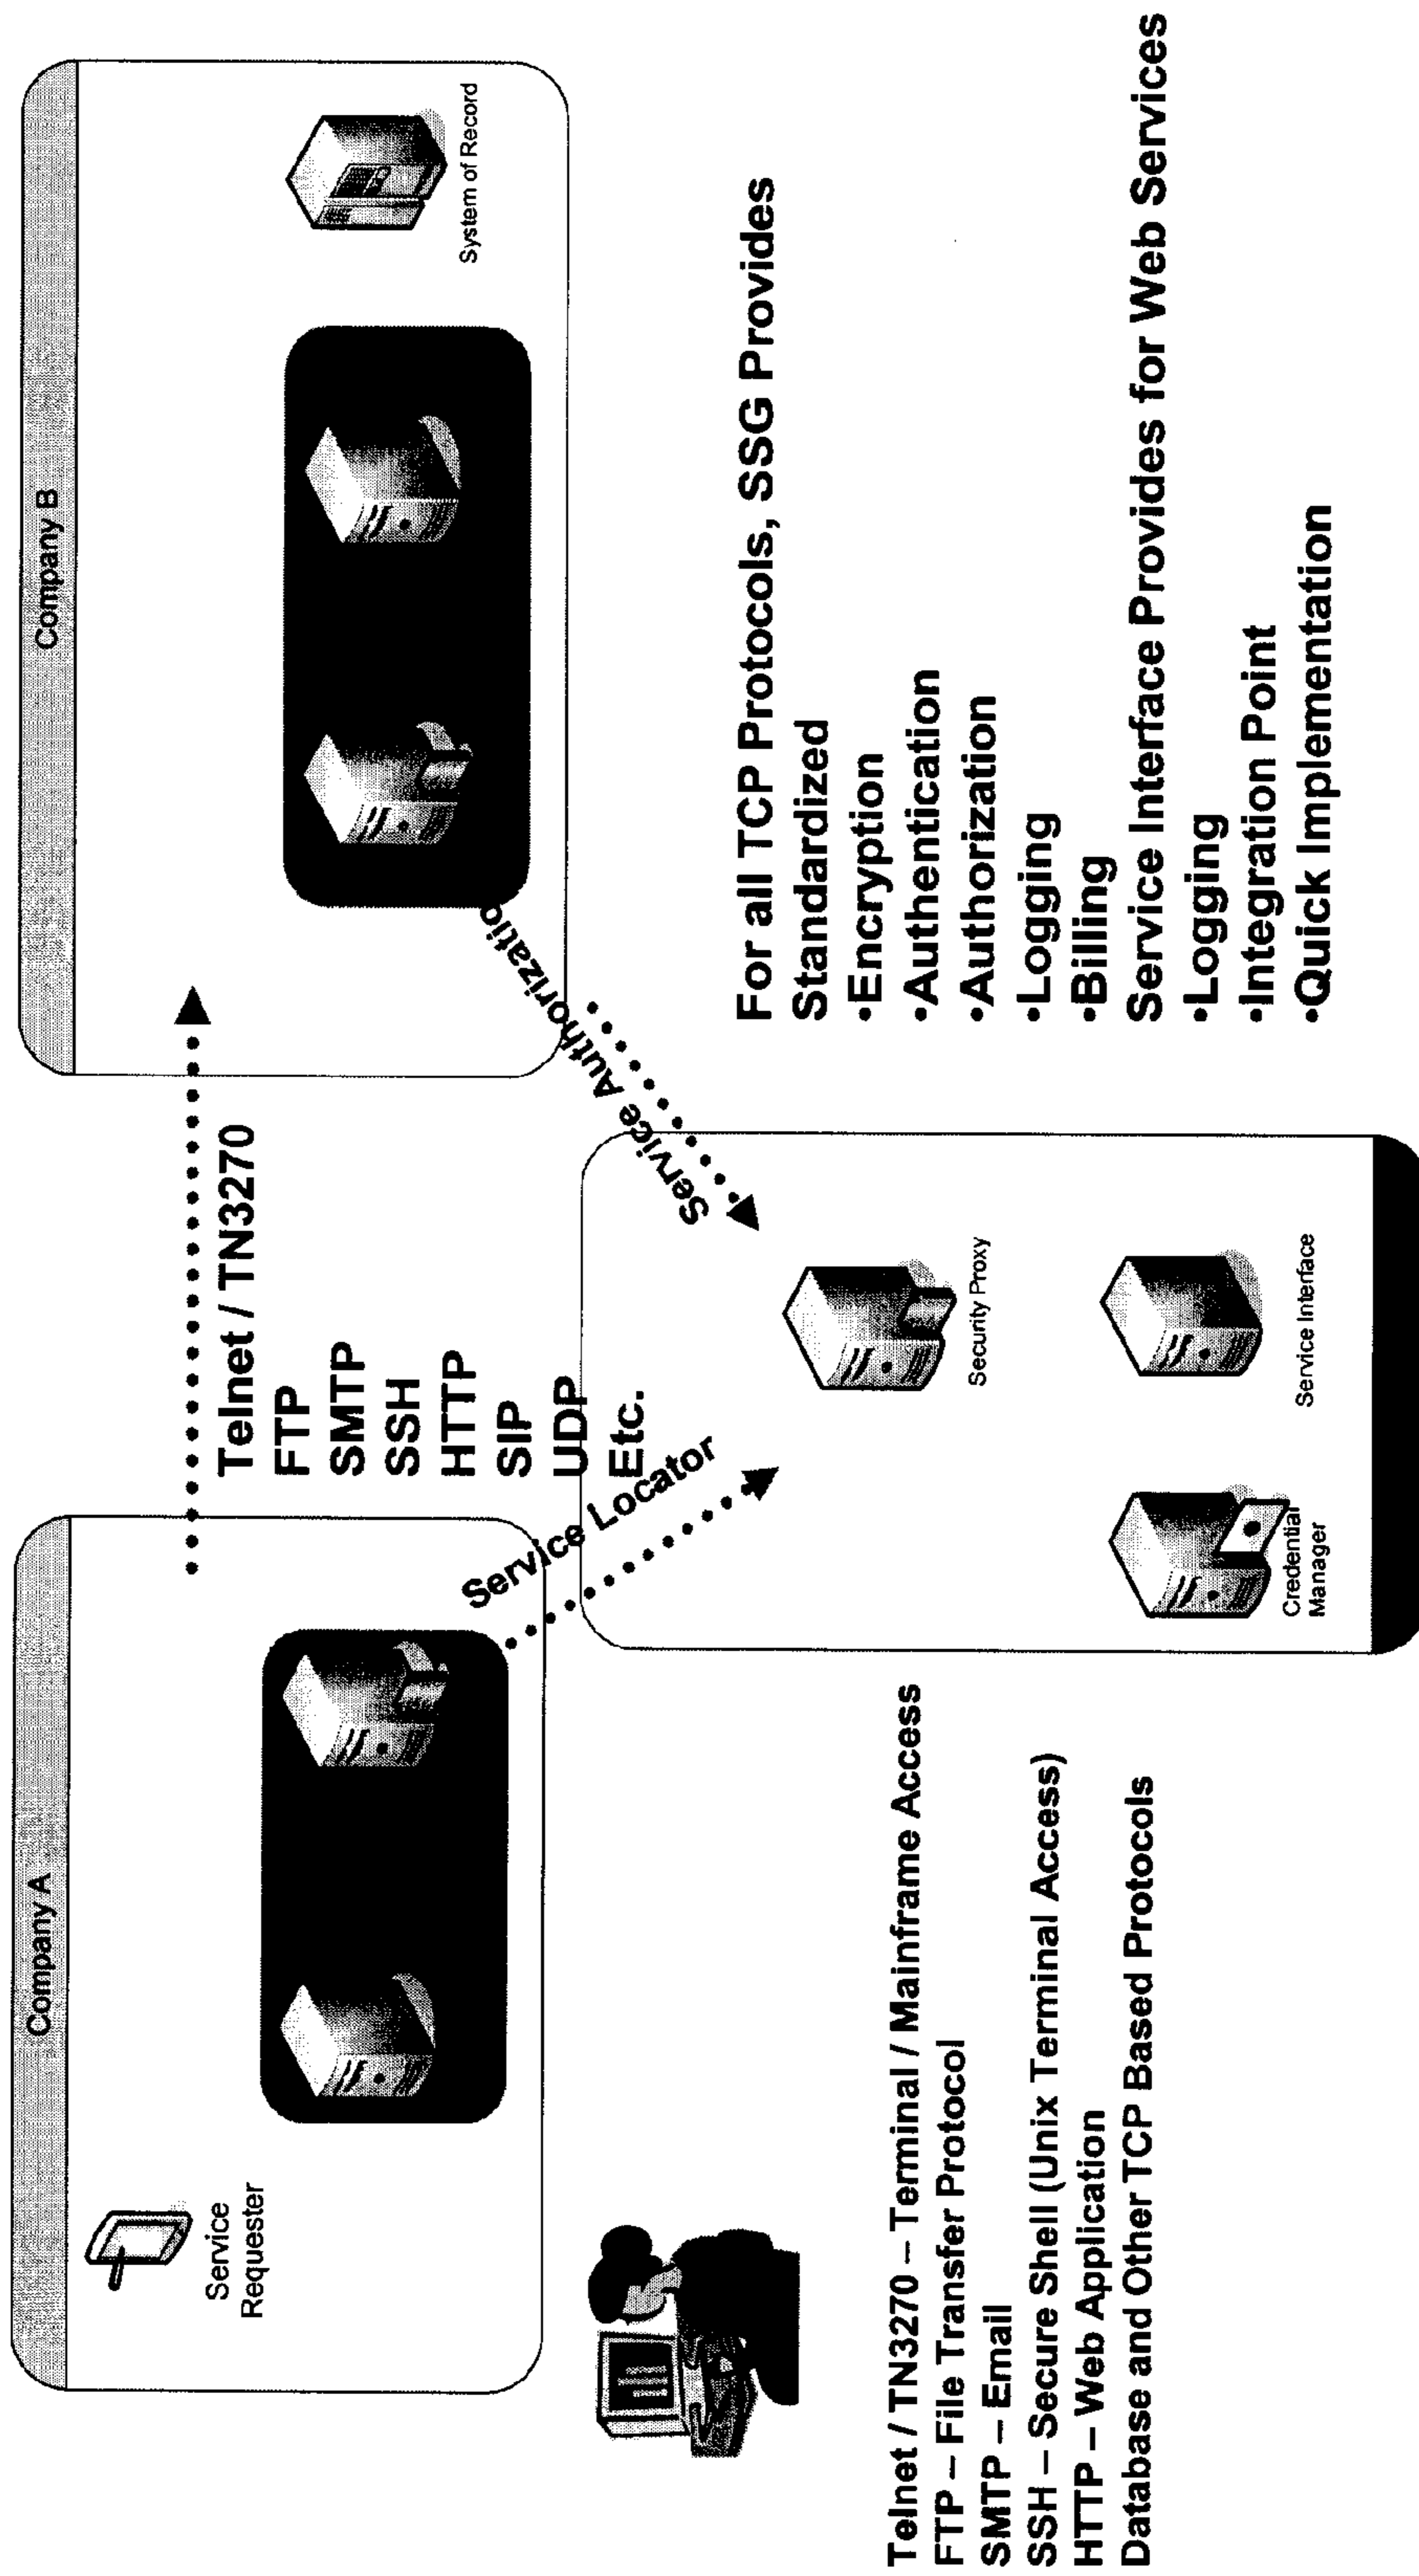 Company A
Company B
Service
Requester
System of Record
Telnet / TN3270
FTP
SMTP
SSH
HTTP
SIP
UDP
Etc.
Service Locator
Service Authorizatio
Security Proxy
Credential
Manager
Service Interface
Telnet / TN3270 – Terminal / Mainframe Access
FTP – File Transfer Protocol
SMTP – Email
SSH – Secure Shell (Unix Terminal Access)
HTTP – Web Application
Database and Other TCP Based Protocols
For all TCP Protocols, SSG Provides
Standardized
•Encryption
•Authentication
•Authorization
•Logging
•Billing
Service Interface Provides for Web Services
•Logging
•Integration Point
•Quick Implementation